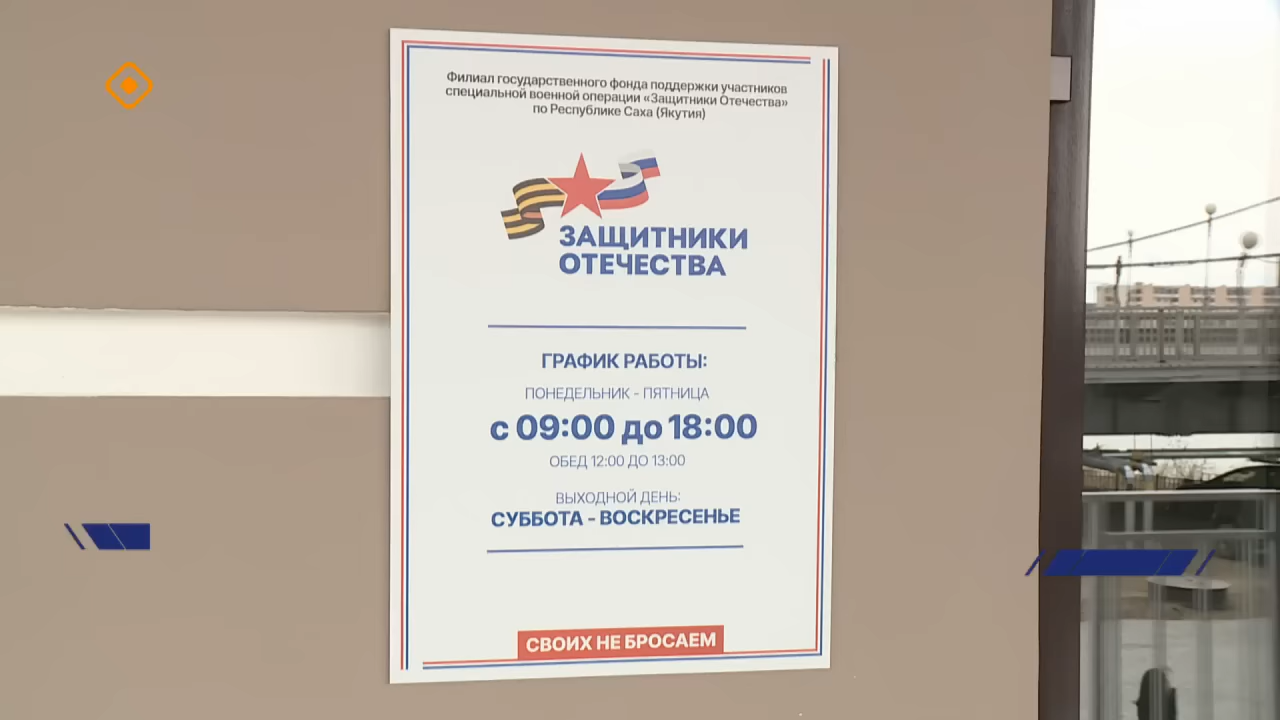 Филиал государственного фонда поддержки участников
специальной военной операции «Защитники Отечества»
по Республике Саха (Якутия)
ЗАЩИТНИКИ
ОТЕЧЕСТВА
ГРАФИК РАБОТЫ:
ПОНЕДЕЛЬНИК - ПЯТНИЦА
с 09:00 до 18:00
ОБЕД 12:00 ДО 13:00
ВЫХОДНОЙ ДЕНЬ:
СУББОТА - ВОСКРЕСЕНЬЕ
СВОИХ НЕ БРОСАЕМ